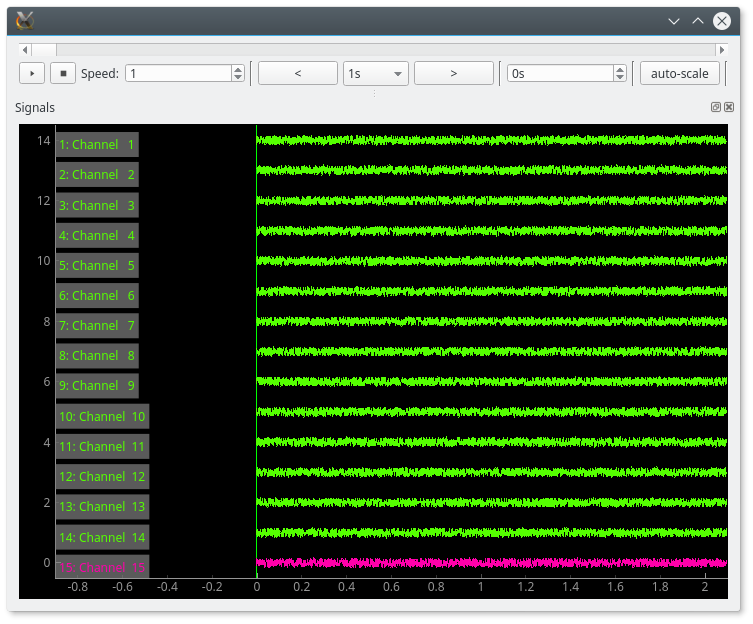 Speed: 1 < 1s > 0s auto-scale
Signals
14
1: Channel 1
2: Channel 2
12
3: Channel 3
4: Channel 4
10
5: Channel 5
6: Channel 6
8
7: Channel 7
8: Channel 8
6
9: Channel 9
10: Channel 10
4
11: Channel 11
12: Channel 12
2
13: Channel 13
14: Channel 14
0
15: Channel 15
-0.8 -0.6 -0.4 -0.2 0 0.2 0.4 0.6 0.8 1 1.2 1.4 1.6 1.8 2